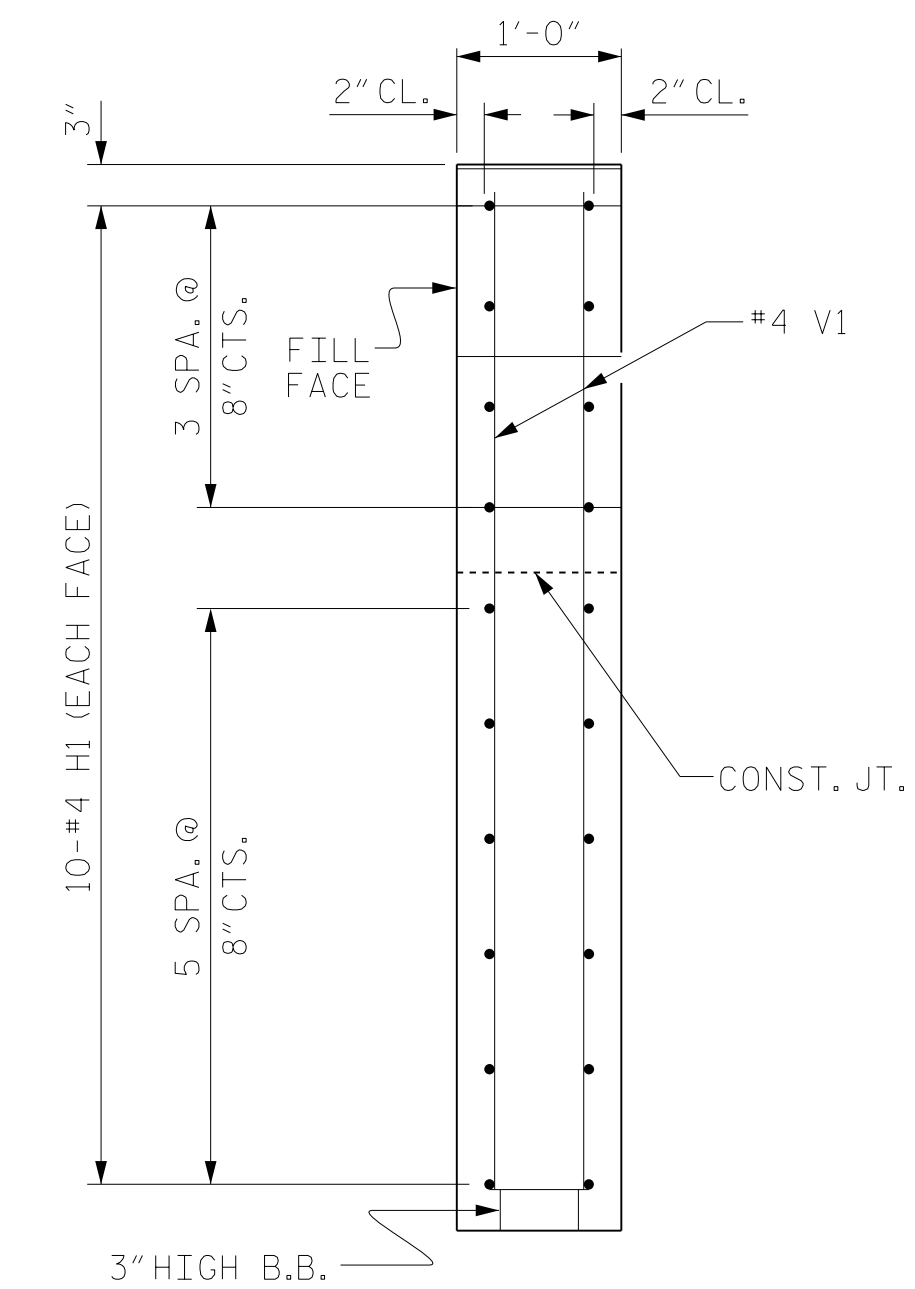 1'-0"
2" CL.
2" CL.
3"
3 SPA. @
8" CTS.
FILL
FACE
#4 V1
10-#4 H1 (EACH FACE)
CONST. JT.
5 SPA. @
8" CTS.
3" HIGH B.B.